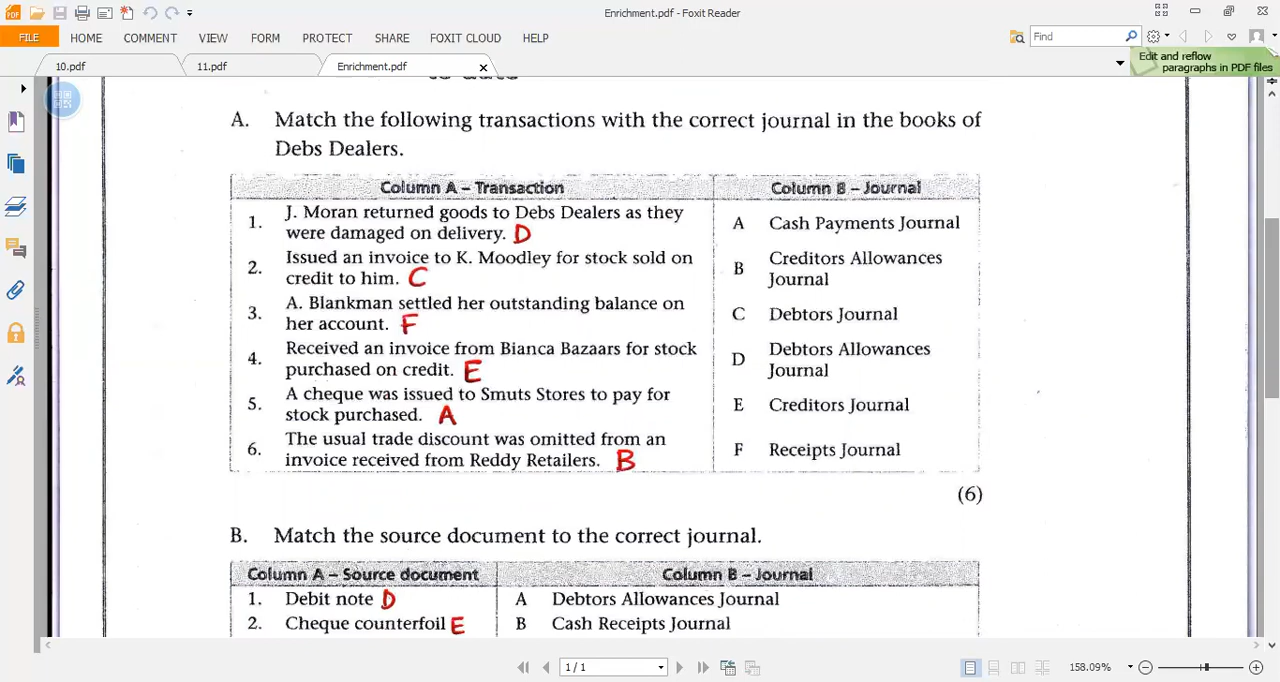 Enrichment.pdf - Foxit Reader
FILE HOME COMMENT VIEW FORM PROTECT SHARE FOXIT CLOUD HELP
Find
Edit and reflow
paragraphs in PDF files
10.pdf 11.pdf Enrichment.pdf
to date
A. Match the following transactions with the correct journal in the books of
Debs Dealers.
Column A – Transaction Column B – Journal
1. J. Moran returned goods to Debs Dealers as they
were damaged on delivery. D
A Cash Payments Journal
2. Issued an invoice to K. Moodley for stock sold on
credit to him. C
B Creditors Allowances
Journal
3. A. Blankman settled her outstanding balance on
her account. F
C Debtors Journal
4. Received an invoice from Bianca Bazaars for stock
purchased on credit. E
D Debtors Allowances
Journal
5. A cheque was issued to Smuts Stores to pay for
stock purchased. A
E Creditors Journal
6. The usual trade discount was omitted from an
invoice received from Reddy Retailers. B
F Receipts Journal
(6)
B. Match the source document to the correct journal.
Column A – Source document Column B – Journal
1. Debit note D A Debtors Allowances Journal
2. Cheque counterfoil E B Cash Receipts Journal
1 / 1
158.09%